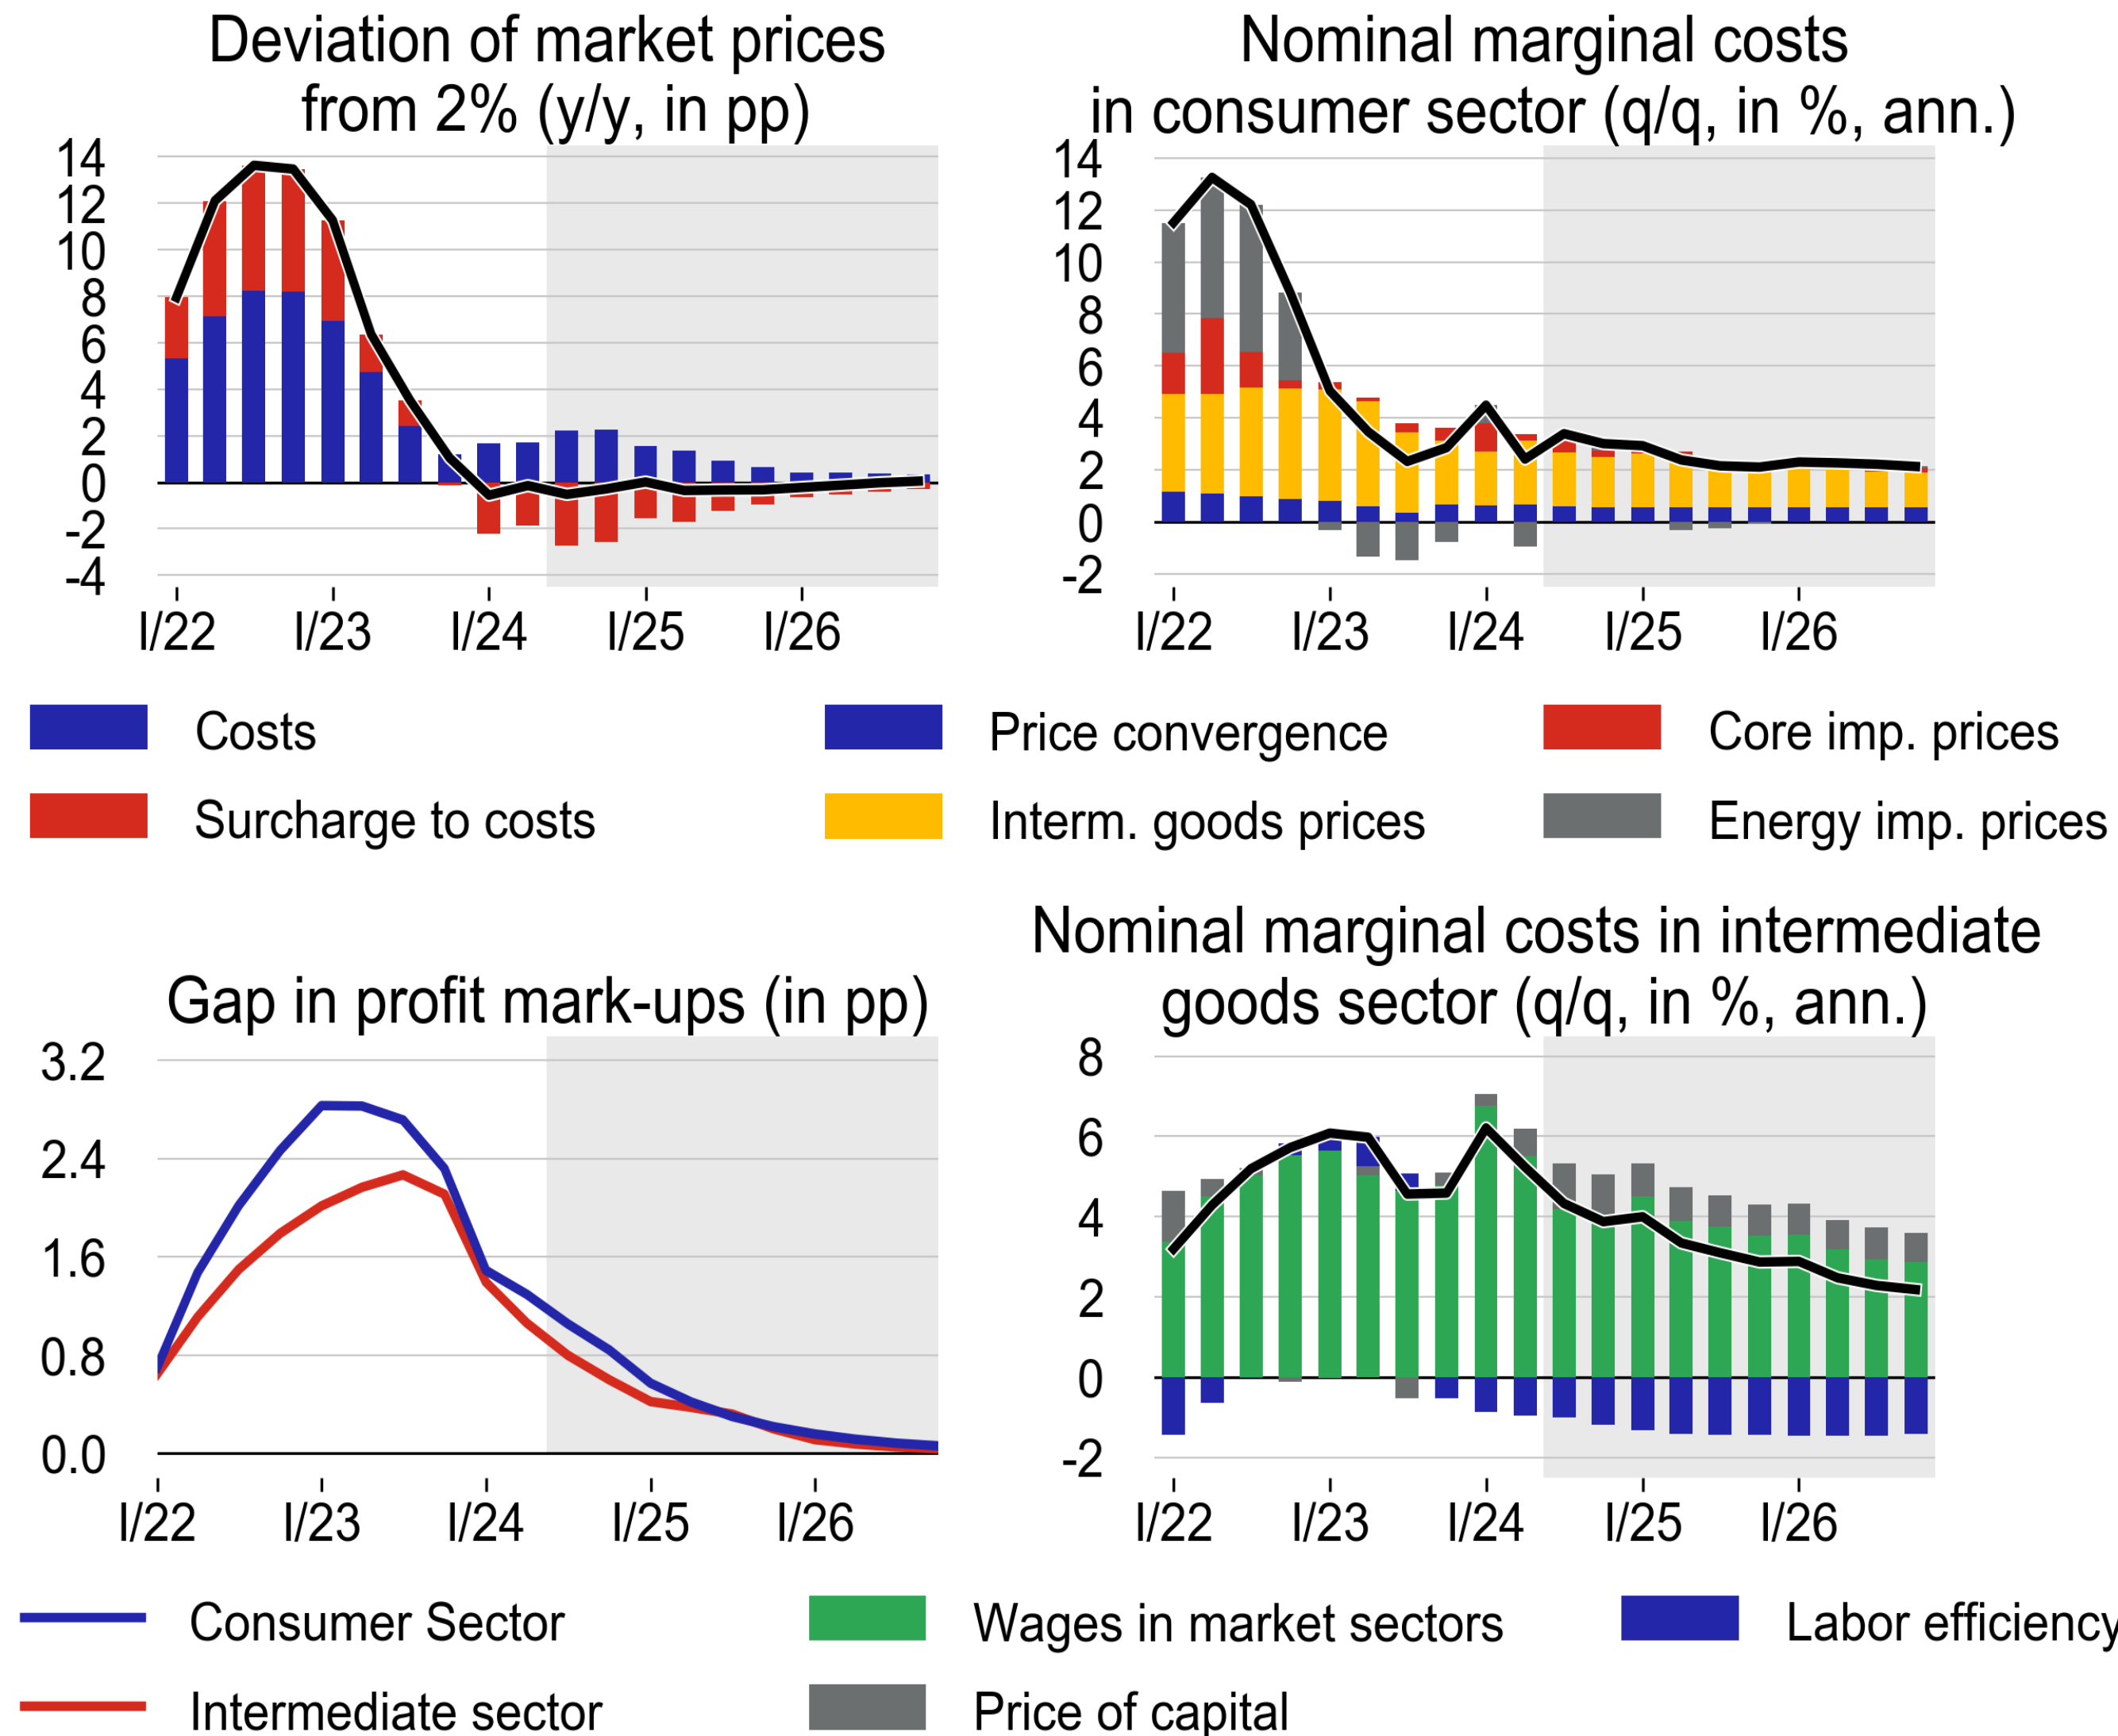 Deviation of market prices
from 2% (y/y, in pp)
14
12
10
8
6
4
2
0
-2
-4
I/22 I/23 I/24 I/25 I/26
Costs
Surcharge to costs
Nominal marginal costs
in consumer sector (q/q, in %, ann.)
14
12
10
8
6
4
2
0
-2
I/22 I/23 I/24 I/25 I/26
Price convergence Core imp. prices
Interm. goods prices Energy imp. prices
Gap in profit mark-ups (in pp)
3.2
2.4
1.6
0.8
0.0
I/22 I/23 I/24 I/25 I/26
Consumer Sector
Intermediate sector
Nominal marginal costs in intermediate
goods sector (q/q, in %, ann.)
8
6
4
2
0
-2
I/22 I/23 I/24 I/25 I/26
Wages in market sectors Labor efficiency
Price of capital